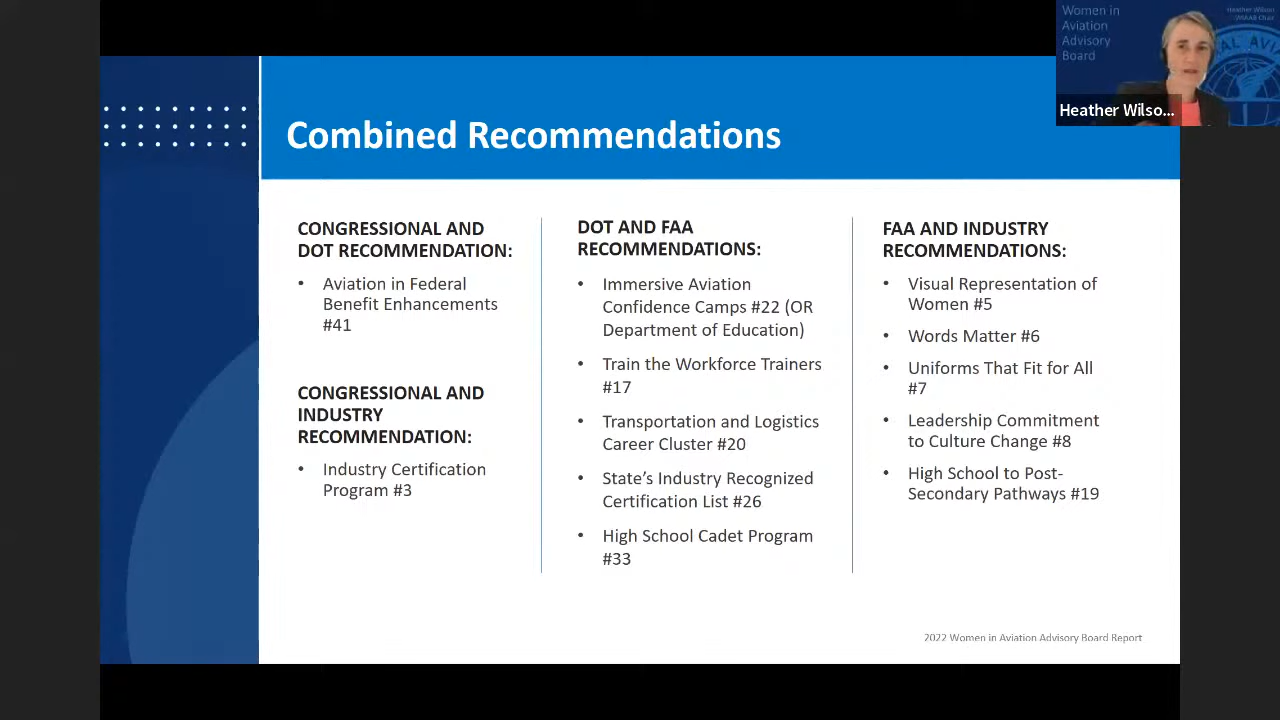 Women in
Aviation
Advisory
Board
Heather Wilson
WIAAB Chair
Heather Wilso...
Combined Recommendations
CONGRESSIONAL AND
DOT RECOMMENDATION:
• Aviation in Federal
Benefit Enhancements
#41
CONGRESSIONAL AND
INDUSTRY
RECOMMENDATION:
• Industry Certification
Program #3
DOT AND FAA
RECOMMENDATIONS:
• Immersive Aviation
Confidence Camps #22 (OR
Department of Education)
• Train the Workforce Trainers
#17
• Transportation and Logistics
Career Cluster #20
• State's Industry Recognized
Certification List #26
• High School Cadet Program
#33
FAA AND INDUSTRY
RECOMMENDATIONS:
• Visual Representation of
Women #5
• Words Matter #6
• Uniforms That Fit for All
#7
• Leadership Commitment
to Culture Change #8
• High School to Post-
Secondary Pathways #19
2022 Women in Aviation Advisory Board Report